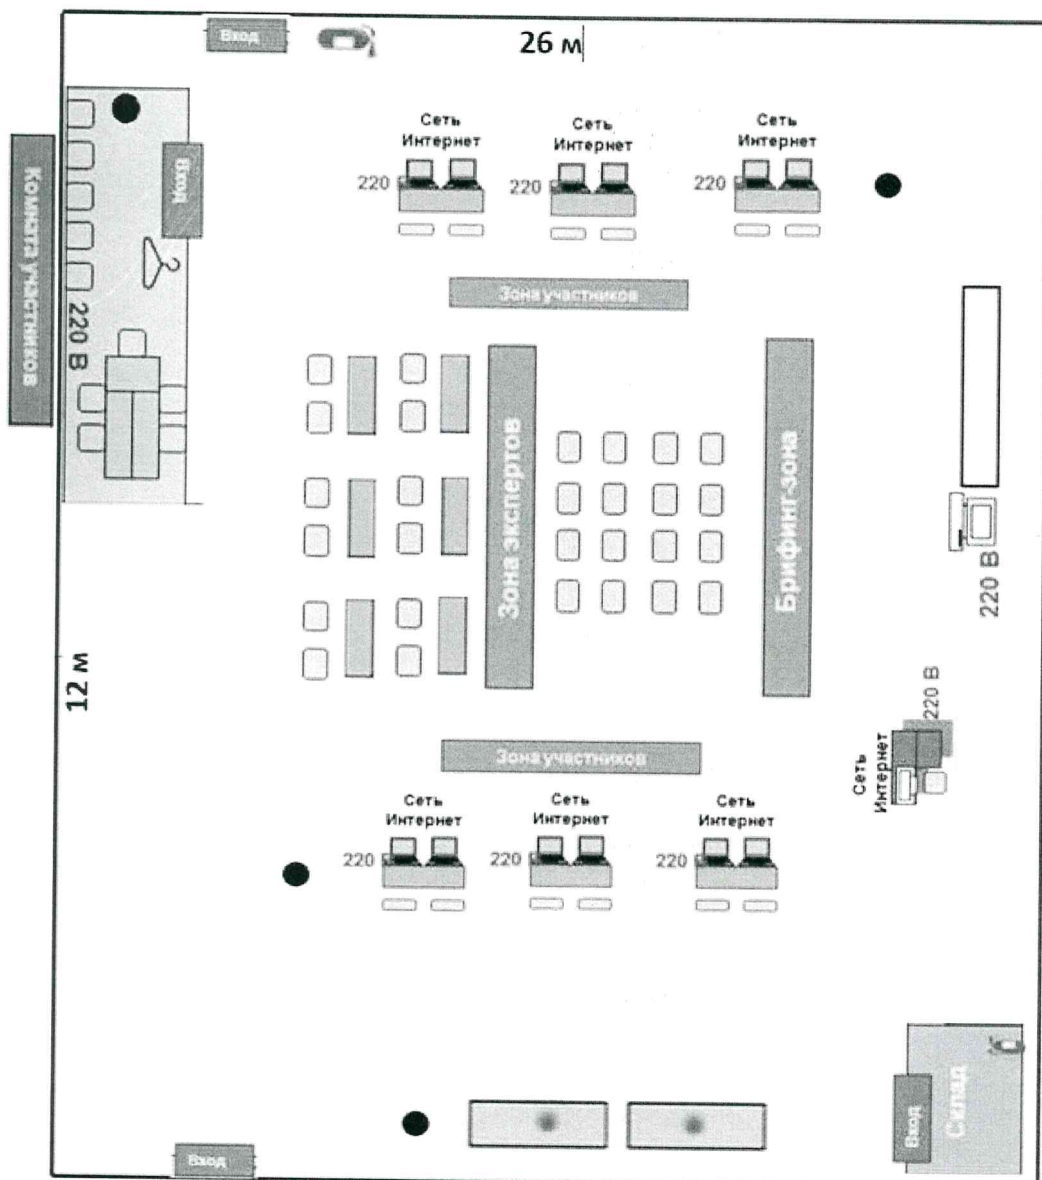 Вход
26 м
Сеть
Интернет
220
Сеть
Интернет
220
Сеть
Интернет
220
Комната участников
Вход
220 В
Зона участников
Зона экспертов
Брифинг-зона
220 В
12 м
220 В
Сеть
Интернет
Зона участников
Сеть
Интернет
220
Сеть
Интернет
220
Сеть
Интернет
220
Склад
Вход
Вход